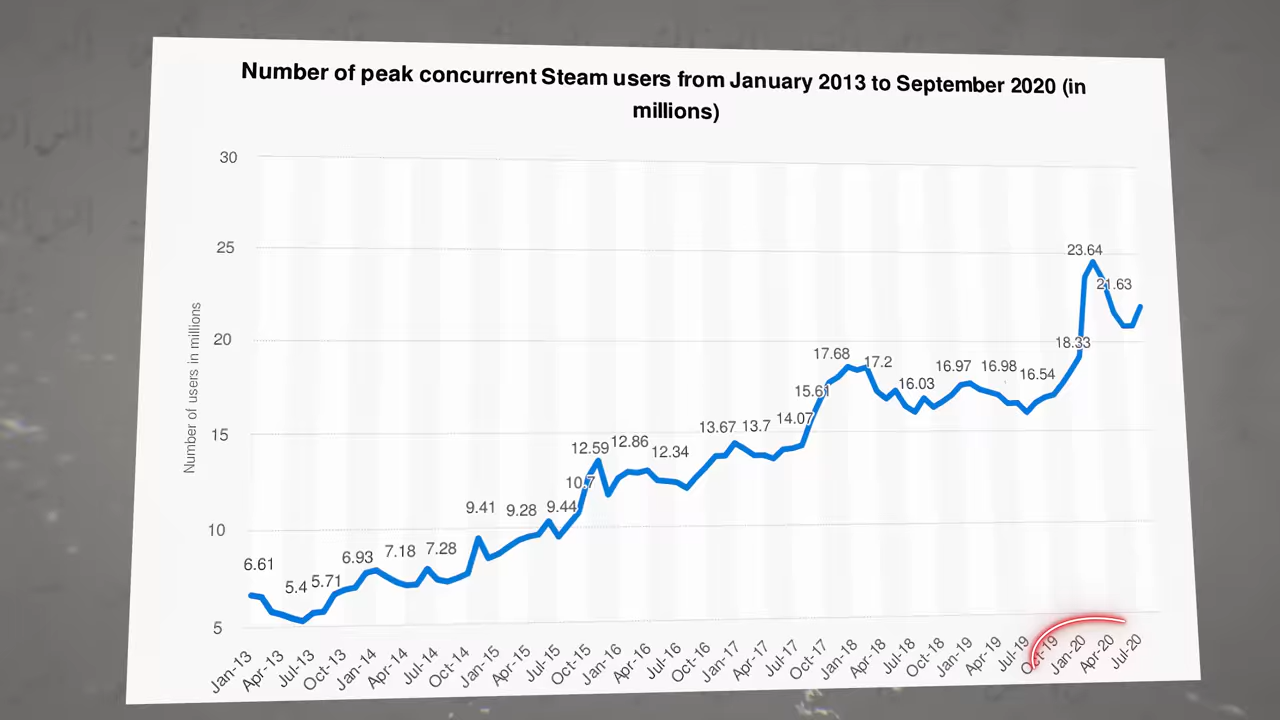 Number of peak concurrent Steam users from January 2013 to September 2020 (in
millions)
30
25
20
15
10
5
Number of users in millions
6.61
5.4
5.71
6.93
7.18
7.28
9.41
9.28
9.44
10.7
12.59
12.86
12.34
13.67
13.7
14.07
15.61
17.68
17.2
16.03
16.97
16.98
16.54
18.33
23.64
21.63
Jan-13
Apr-13
Jul-13
Oct-13
Jan-14
Apr-14
Jul-14
Oct-14
Jan-15
Apr-15
Jul-15
Oct-15
Jan-16
Apr-16
Jul-16
Oct-16
Jan-17
Apr-17
Jul-17
Oct-17
Jan-18
Apr-18
Jul-18
Oct-18
Jan-19
Apr-19
Jul-19
Oct-19
Jan-20
Apr-20
Jul-20